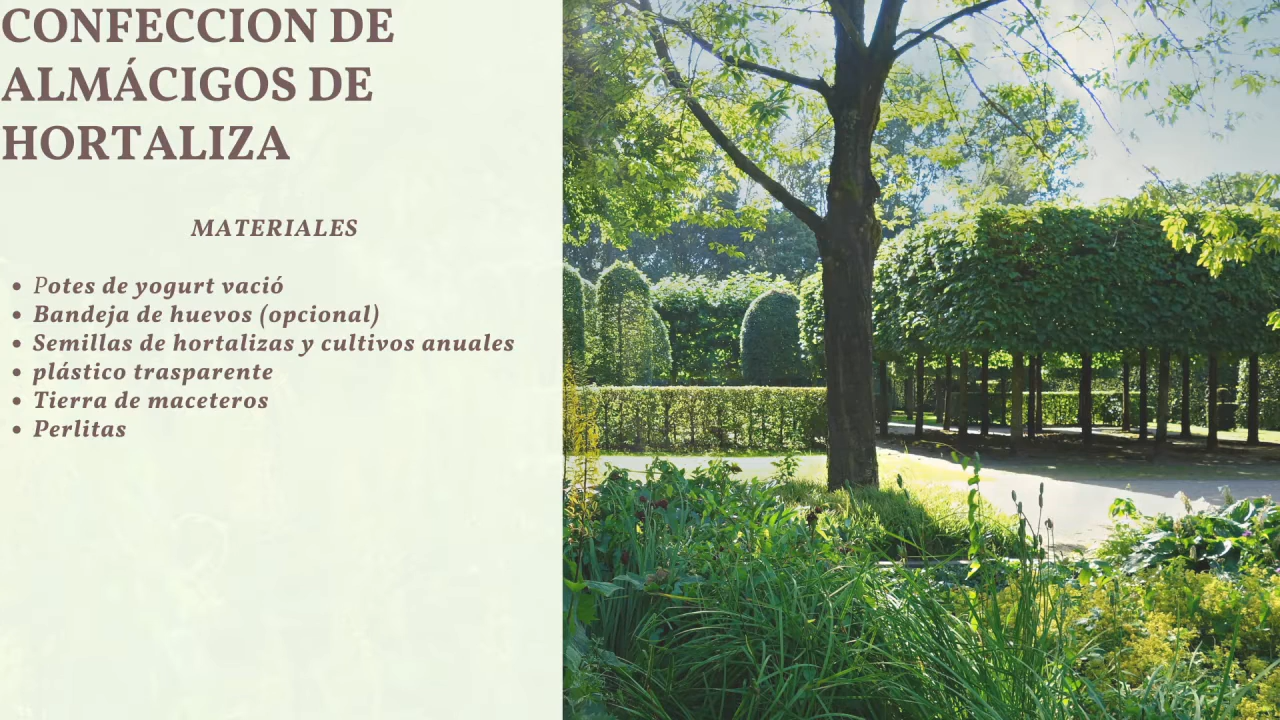 CONFECCION DE
ALMÁCIGOS DE
HORTALIZA
MATERIALES
• Potes de yogurt vació
• Bandeja de huevos (opcional)
• Semillas de hortalizas y cultivos anuales
• plástico trasparente
• Tierra de maceteros
• Perlitas